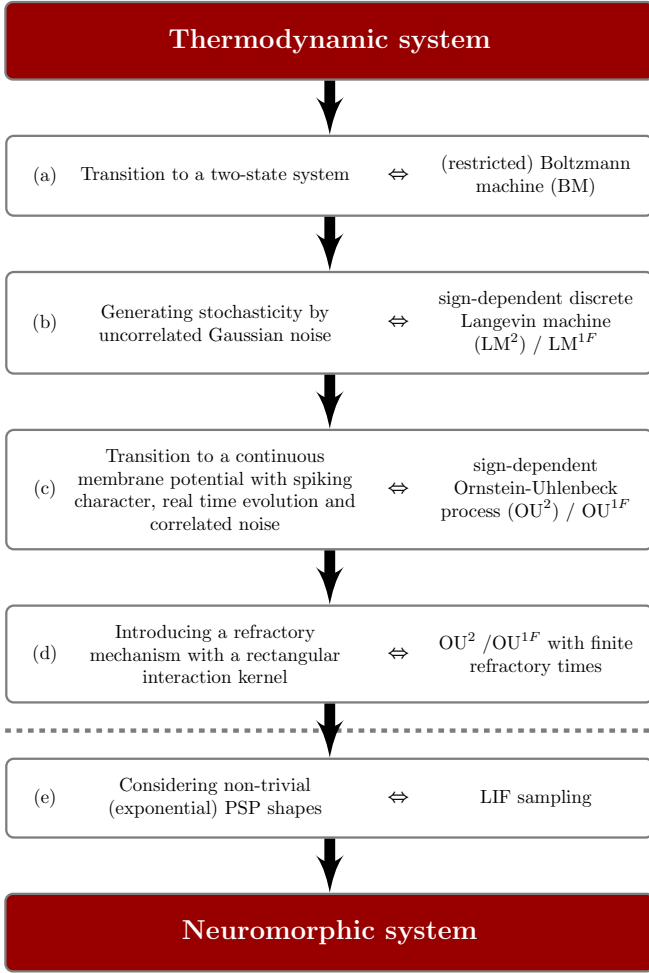 Thermodynamic system
(a) Transition to a two-state system ⇔ (restricted) Boltzmann
machine (BM)
(b) Generating stochasticity by
uncorrelated Gaussian noise
⇔ sign-dependent discrete
Langevin machine
(LM²) / LM^{1F}
(c) Transition to a continuous
membrane potential with spiking
character, real time evolution and
correlated noise
⇔ sign-dependent
Ornstein-Uhlenbeck
process (OU²) / OU^{1F}
(d) Introducing a refractory
mechanism with a rectangular
interaction kernel
⇔ OU² /OU^{1F} with finite
refractory times
(e) Considering non-trivial
(exponential) PSP shapes
⇔ LIF sampling
Neuromorphic system